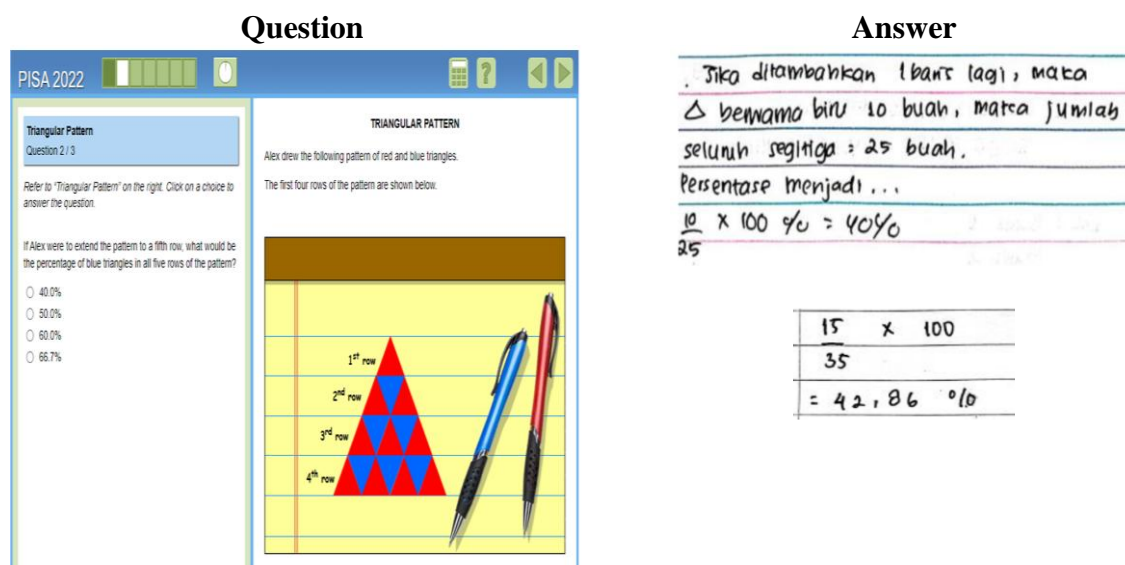 Question
PISA 2022
?
Triangular Pattern
Question 2 / 3
Refer to "Triangular Pattern" on the right. Click on a choice to
answer the question.
If Alex were to extend the pattern to a fifth row, what would be
the percentage of blue triangles in all five rows of the pattern?
40.0%
50.0%
60.0%
66.7%
TRIANGULAR PATTERN
Alex drew the following pattern of red and blue triangles.
The first four rows of the pattern are shown below.
1st row
2nd row
3rd row
4th row
Answer
. Jika ditambahkan 1 baris lagi, maka
Δ berwarna biru 10 buah, maka jumlah
seluruh segitiga = 25 buah.
Persentase menjadi...
10/25 × 100 % = 40%
15/35 × 100
= 42,86 %